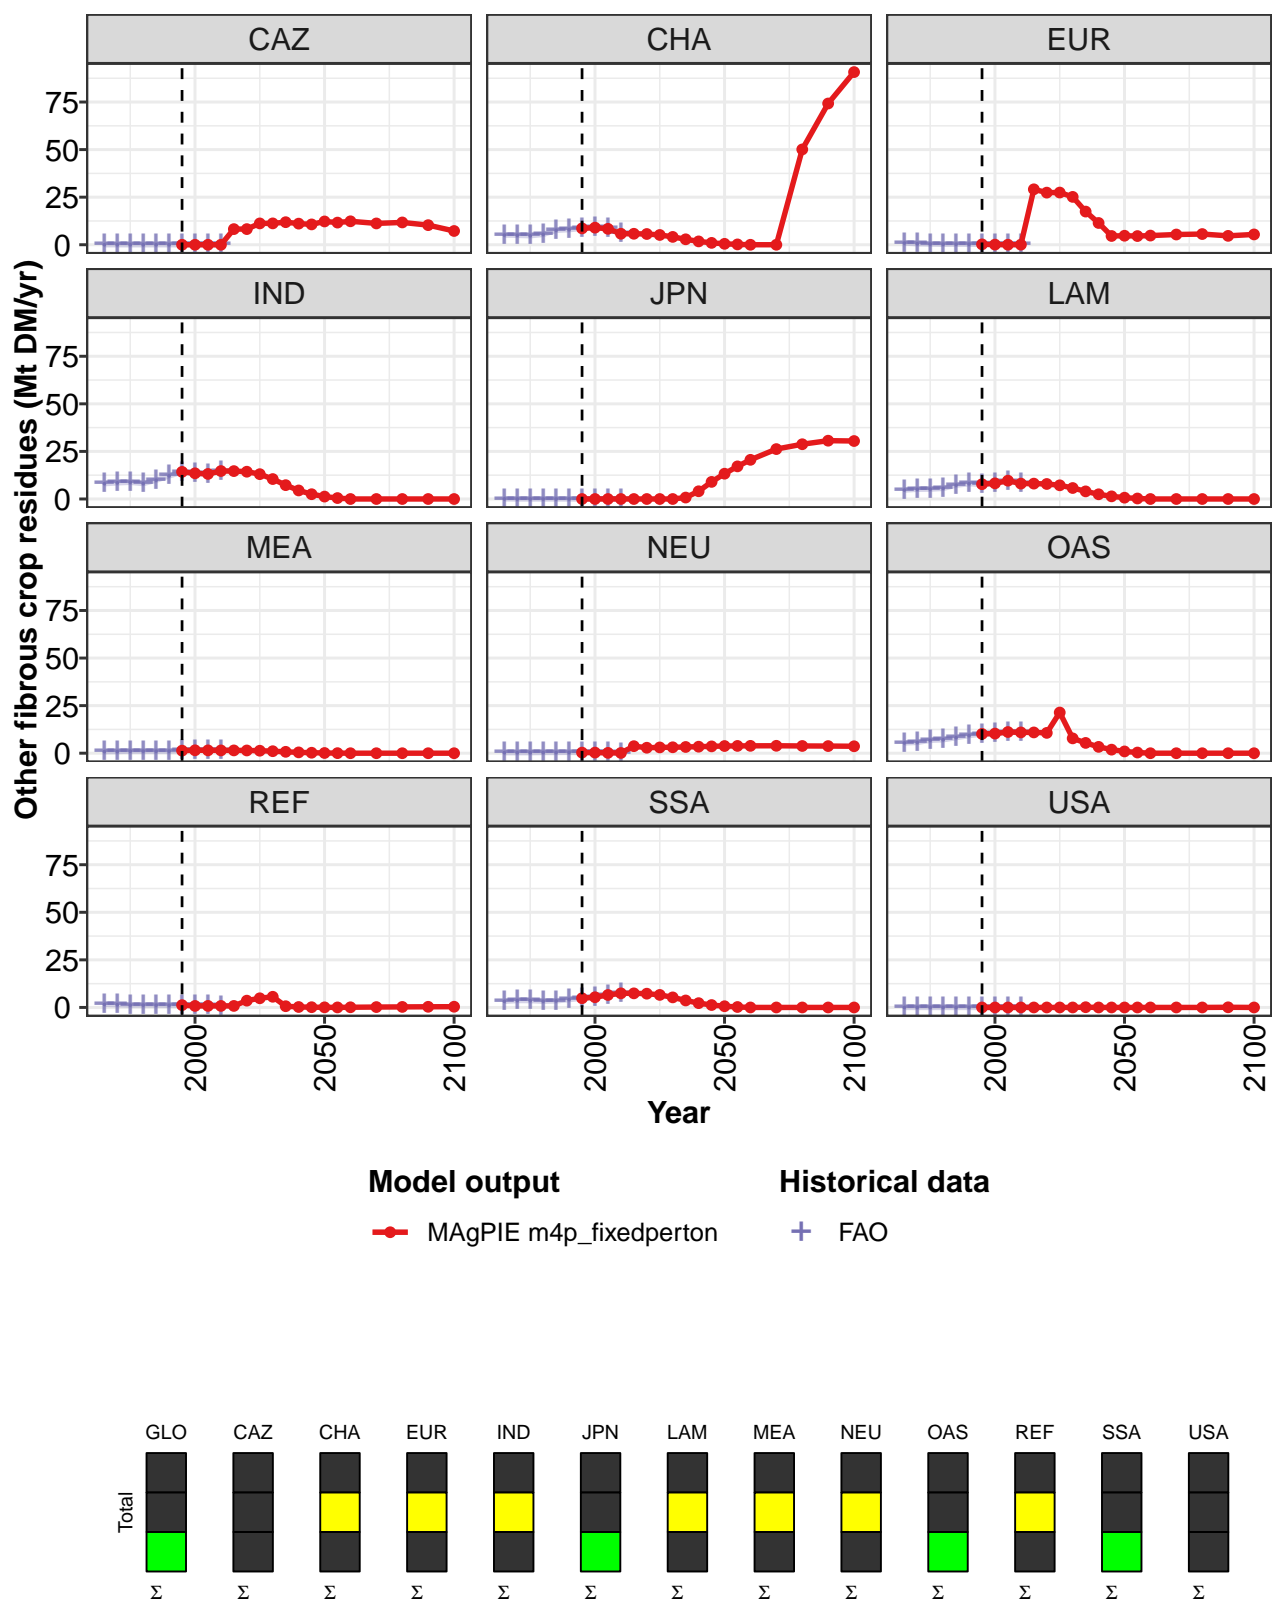 CAZ CHA EUR
75
50
25
0
IND JPN LAM
75
50
25
0
MEA NEU OAS
75
50
25
0
REF SSA USA
75
50
25
0
Other fibrous crop residues (Mt DM/yr)
2000 2050 2100 2000 2050 2100 2000 2050 2100
Year
Model output Historical data
MAgPIE m4p_fixedperton FAO
GLO CAZ CHA EUR IND JPN LAM MEA NEU OAS REF SSA USA
Total
Σ Σ Σ Σ Σ Σ Σ Σ Σ Σ Σ Σ Σ